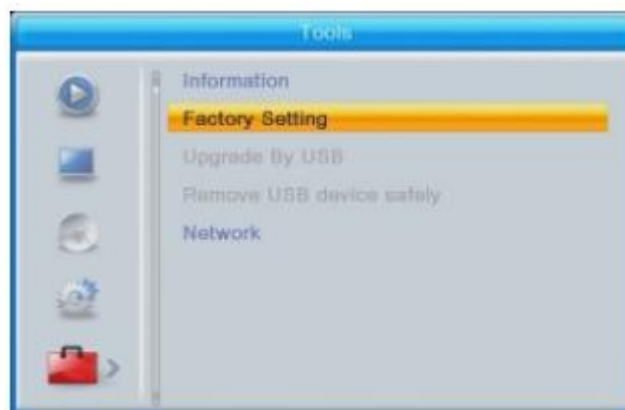 Tools
Information
Factory Setting
Upgrade By USB
Remove USB device safely
Network